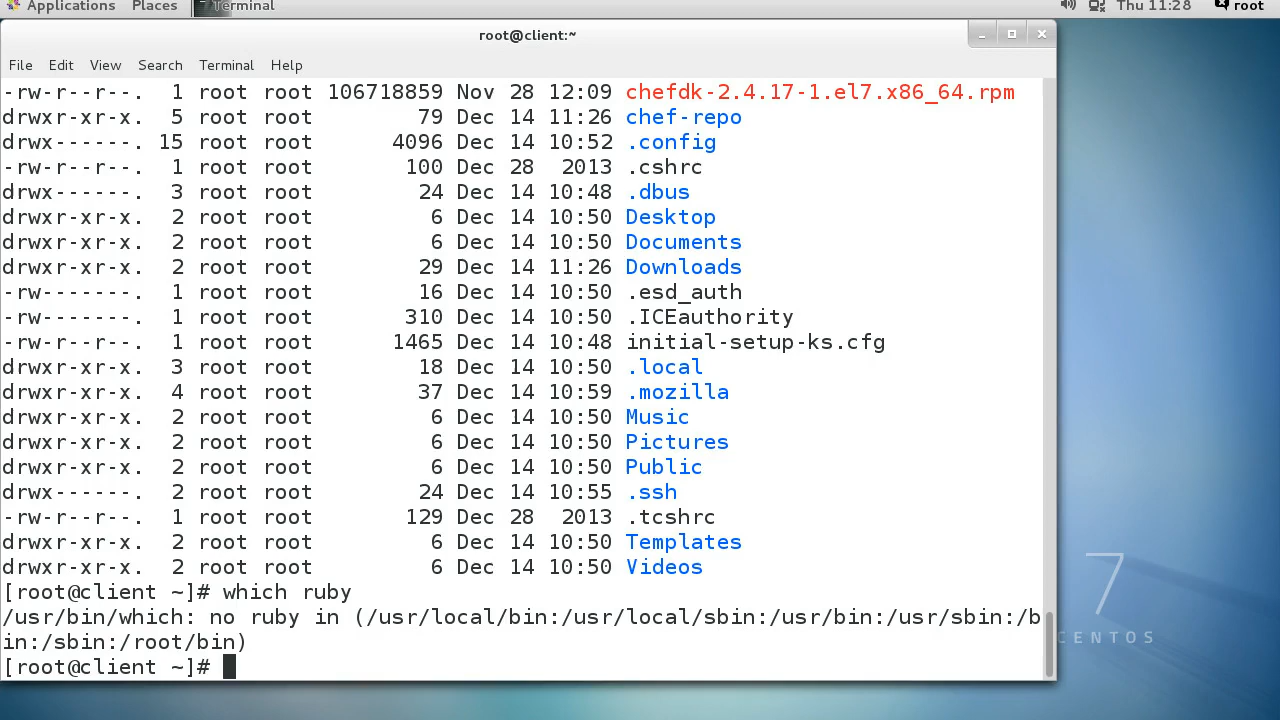 Applications Places Terminal Thu 11:28 root
root@client:~
File Edit View Search Terminal Help
-rw-r--r--. 1 root root 106718859 Nov 28 12:09 chefdk-2.4.17-1.el7.x86_64.rpm
drwxr-xr-x. 5 root root 79 Dec 14 11:26 chef-repo
drwx------. 15 root root 4096 Dec 14 10:52 .config
-rw-r--r--. 1 root root 100 Dec 28 2013 .cshrc
drwx------. 3 root root 24 Dec 14 10:48 .dbus
drwxr-xr-x. 2 root root 6 Dec 14 10:50 Desktop
drwxr-xr-x. 2 root root 6 Dec 14 10:50 Documents
drwxr-xr-x. 2 root root 29 Dec 14 11:26 Downloads
-rw-------. 1 root root 16 Dec 14 10:50 .esd_auth
-rw-------. 1 root root 310 Dec 14 10:50 .ICEauthority
-rw-r--r--. 1 root root 1465 Dec 14 10:48 initial-setup-ks.cfg
drwxr-xr-x. 3 root root 18 Dec 14 10:50 .local
drwxr-xr-x. 4 root root 37 Dec 14 10:59 .mozilla
drwxr-xr-x. 2 root root 6 Dec 14 10:50 Music
drwxr-xr-x. 2 root root 6 Dec 14 10:50 Pictures
drwxr-xr-x. 2 root root 6 Dec 14 10:50 Public
drwx------. 2 root root 24 Dec 14 10:55 .ssh
-rw-r--r--. 1 root root 129 Dec 28 2013 .tcshrc
drwxr-xr-x. 2 root root 6 Dec 14 10:50 Templates
drwxr-xr-x. 2 root root 6 Dec 14 10:50 Videos
[root@client ~]# which ruby
/usr/bin/which: no ruby in (/usr/local/bin:/usr/local/sbin:/usr/bin:/usr/sbin:/b
in:/sbin:/root/bin)
[root@client ~]#
7
CENTOS